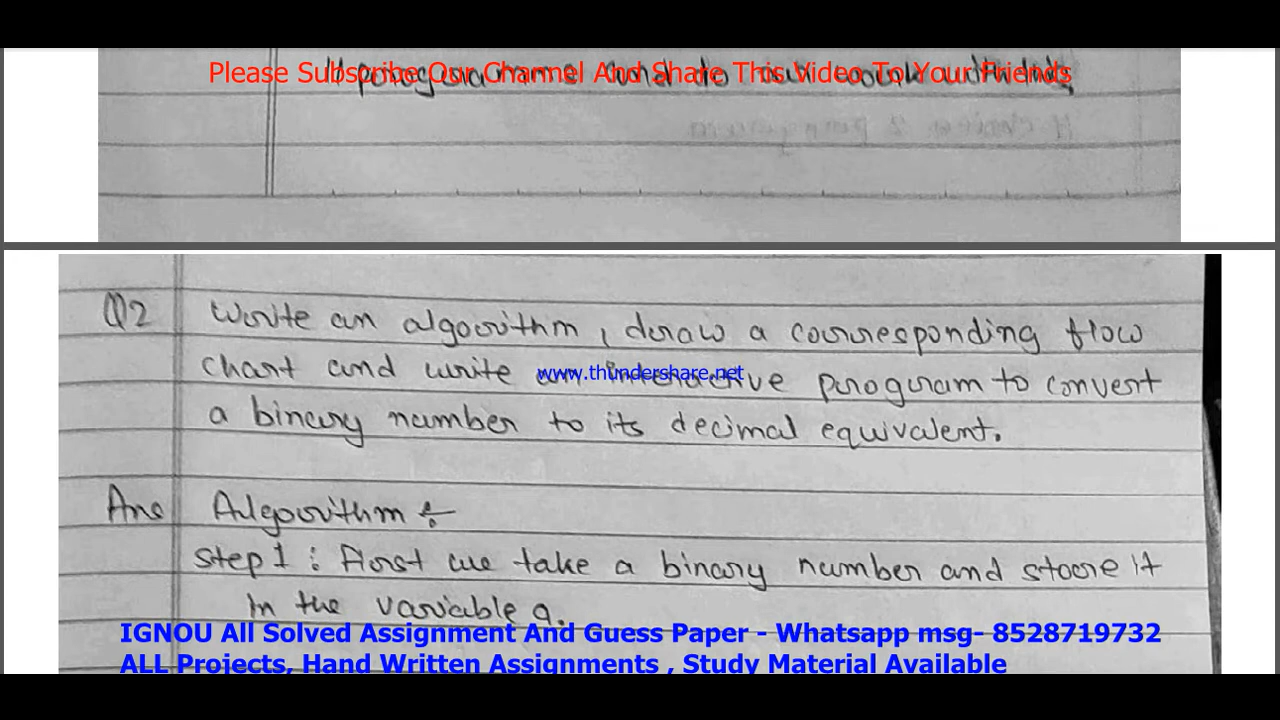 Please Subscribe Our Channel And Share This Video To Your Friends
Q2 Write an algorithm, draw a corresponding flow
chart and write an interactive program to convert
www.thundershare.net
a binary number to its decimal equivalent.
Ans Algorithm :-
Step 1 : First we take a binary number and store it
in the variable a.
IGNOU All Solved Assignment And Guess Paper - Whatsapp msg- 8528719732
ALL Projects, Hand Written Assignments , Study Material Available